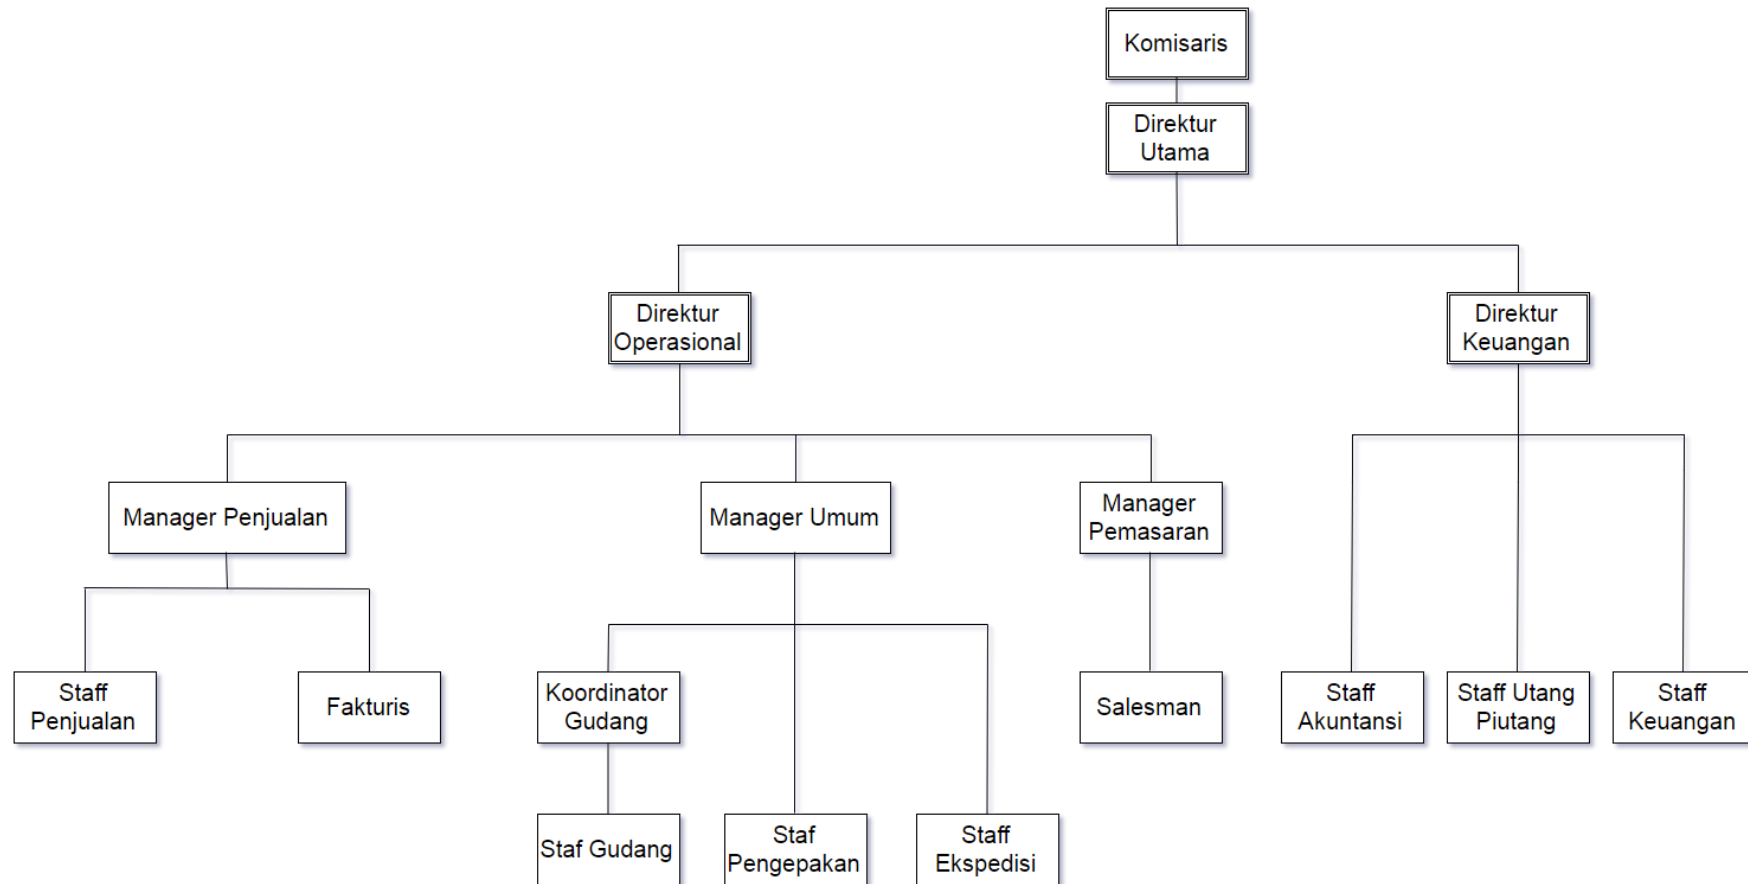 Komisaris
Direktur
Utama
Direktur
Operasional
Direktur
Keuangan
Manager Penjualan
Manager Umum
Manager
Pemasaran
Staff
Penjualan
Fakturis
Koordinator
Gudang
Salesman
Staff
Akuntansi
Staff Utang
Piutang
Staff
Keuangan
Staf Gudang
Staf
Pengepakan
Staff
Ekspedisi